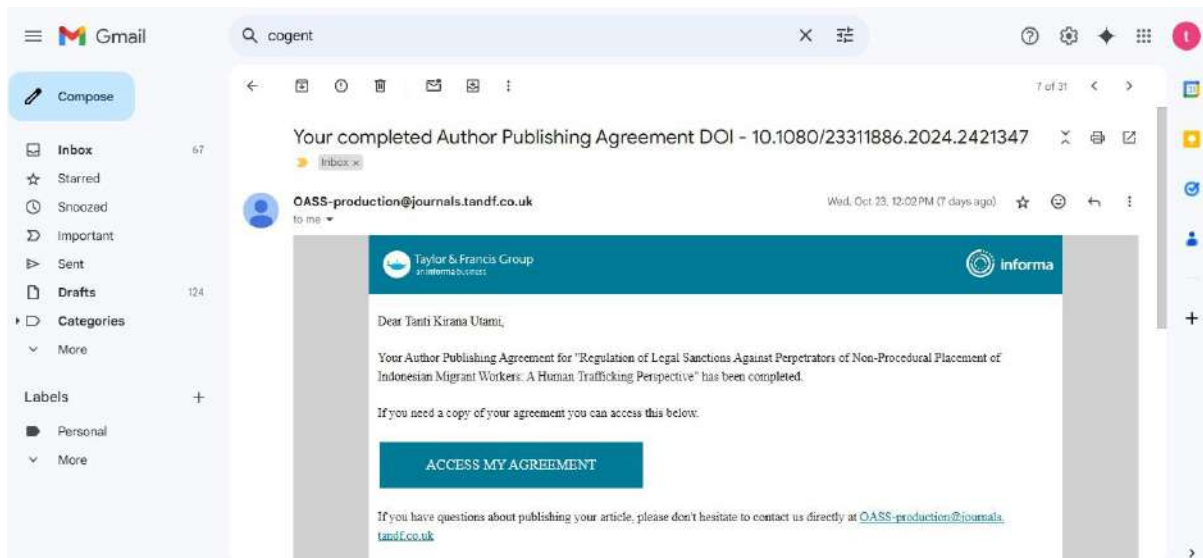 Gmail
cogent
Compose
7 of 31
Your completed Author Publishing Agreement DOI - 10.1080/23311886.2024.2421347
Inbox ×
Inbox 67
Starred
Snoozed
Important
Sent
Drafts 124
Categories
More
Labels
Personal
More
OASS-production@journals.tandf.co.uk
Wed, Oct 23, 12:02 PM (7 days ago)
to me
Taylor & Francis Group
an informa business
informa
Dear Tanti Kirana Utami,
Your Author Publishing Agreement for "Regulation of Legal Sanctions Against Perpetrators of Non-Procedural Placement of
Indonesian Migrant Workers: A Human Trafficking Perspective" has been completed.
If you need a copy of your agreement you can access this below.
ACCESS MY AGREEMENT
If you have questions about publishing your article, please don't hesitate to contact us directly at OASS-production@journals.
tandf.co.uk
t
31